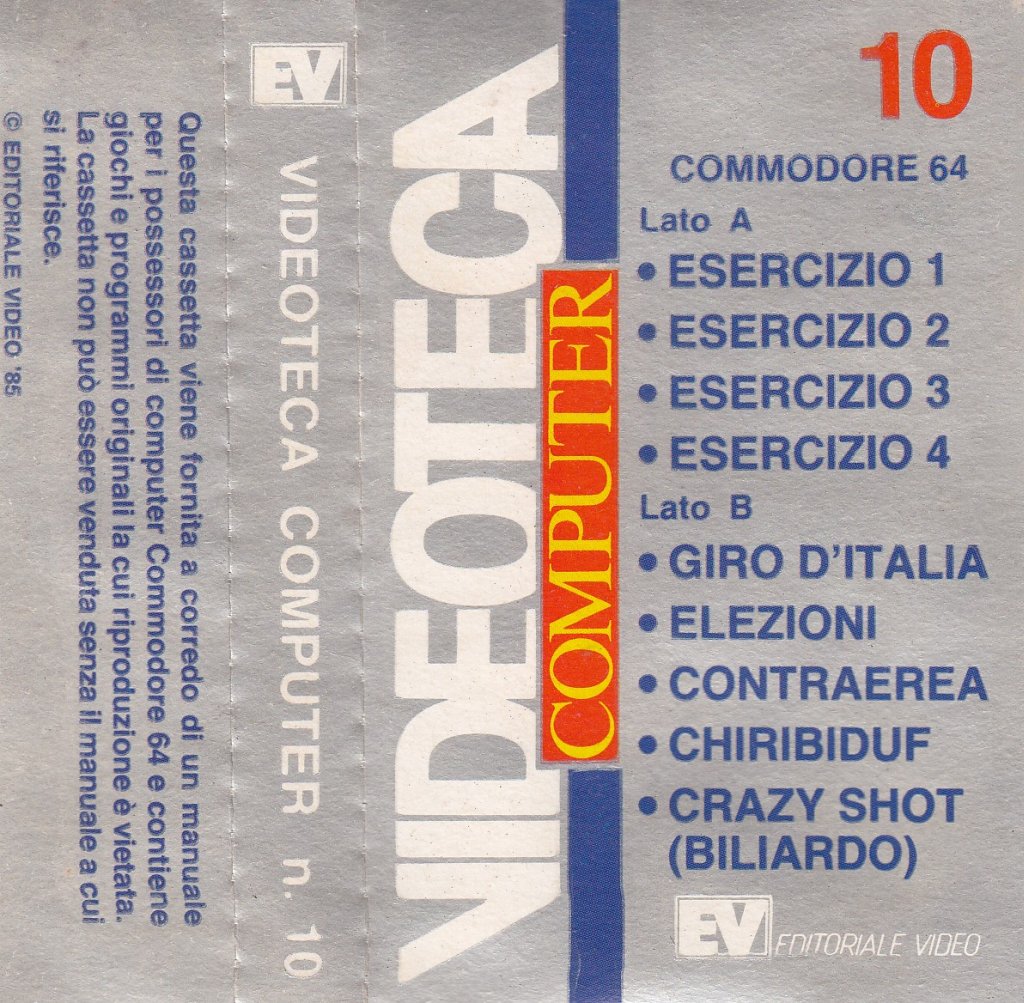 Questa cassetta viene fornita a corredo di un manuale
per i possessori di computer Commodore 64 e contiene
giochi e programmi originali la cui riproduzione è vietata.
La cassetta non può essere venduta senza il manuale a cui
si riferisce.
© EDITORIALE VIDEO '85
EV
VIDEOTECA COMPUTER n. 10
VIDEOTECA
COMPUTER
10
COMMODORE 64
Lato A
• ESERCIZIO 1
• ESERCIZIO 2
• ESERCIZIO 3
• ESERCIZIO 4
Lato B
• GIRO D'ITALIA
• ELEZIONI
• CONTRAEREA
• CHIRIBIDUF
• CRAZY SHOT
(BILIARDO)
EV EDITORIALE VIDEO